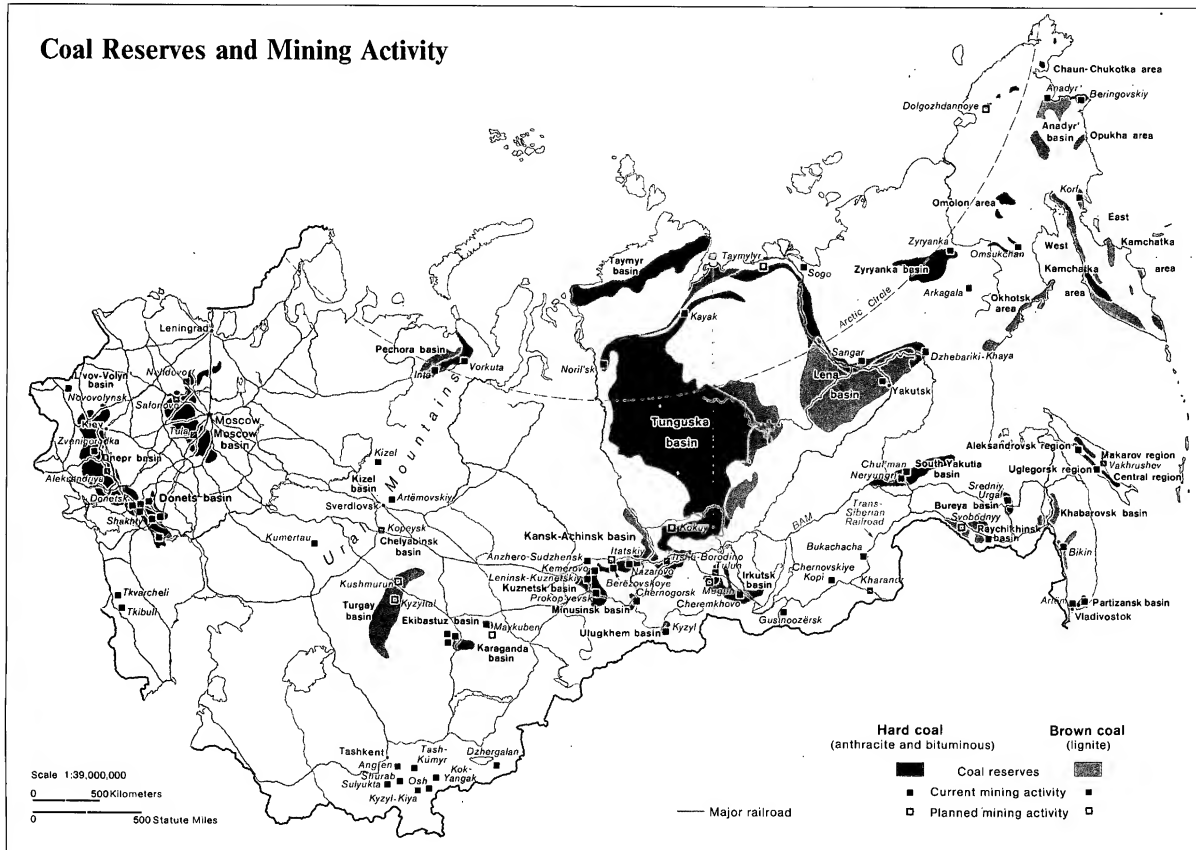 Coal Reserves and Mining Activity
Chaun-Chukotka area
Anadyr'
Beringovskiy
Dolgozhdannoye
Anadyr'
basin
Opukha area
Omolon area
Korf
East
Kamchatka
area
West
Kamchatka
area
Zyryanka
Omsukchan
Zyryanka basin
Arkagala
Okhotsk
area
Taymyr
basin
Taymylyr
Sogo
Arctic Circle
Kayak
Leningrad
Pechora basin
Inta
Vorkuta
Noril'sk
Sangar
Dzhebariki-Khaya
Lena
basin
Yakutsk
L'vov-Volyn'
basin
Novovolynsk
Nelidovo
Safonovo
Kiev
Tula
Moscow
Moscow
basin
Zvenigorodka
Dnepr basin
Aleksandriya
Donetsk
Donets basin
Shakhty
Tunguska
basin
Ural Mountains
Kizel
Kizel
basin
Artëmovskiy
Sverdlovsk
Kopeysk
Chelyabinsk
basin
Kumertau
Aleksandrovsk region
Makarov region
Vakhrushev
Uglegorsk region
Central region
Chul'man
Neryungri
South Yakutia
basin
Sredniy
Urgal
Bureya basin
Khabarovsk basin
Svobodnyy
Raychikhinsk
basin
Bikin
BAM
Trans-
Siberian
Railroad
Kokuy
Kansk-Achinsk basin
Bukachacha
Chernovskiye
Kopi
Kharanor
Anzhero-Sudzhensk
Itatskiy
Irsha-Borodino
Kemerovo
Nazarovo
Tulun
Leninsk-Kuznetskiy
Berëzovskoye
Mugun
Irkutsk
basin
Kuznetsk basin
Chernogorsk
Prokop'yevsk
Cheremkhovo
Minusinsk basin
Gusinoozërsk
Artëm
Partizansk basin
Vladivostok
Kushmurun
Kyzyltal
Turgay
basin
Ekibastuz basin
Maykuben
Ulugkhem basin
Kyzyl
Karaganda
basin
Tkvarcheli
Tkibuli
Tashkent
Tash-
Kumyr
Dzhergalan
Angren
Shurab
Kok-
Yangak
Sulyukta
Osh
Kyzyl-Kiya
Scale 1:39,000,000
0 500 Kilometers
0 500 Statute Miles
Major railroad
Hard coal
(anthracite and bituminous)
Brown coal
(lignite)
Coal reserves
Current mining activity
Planned mining activity